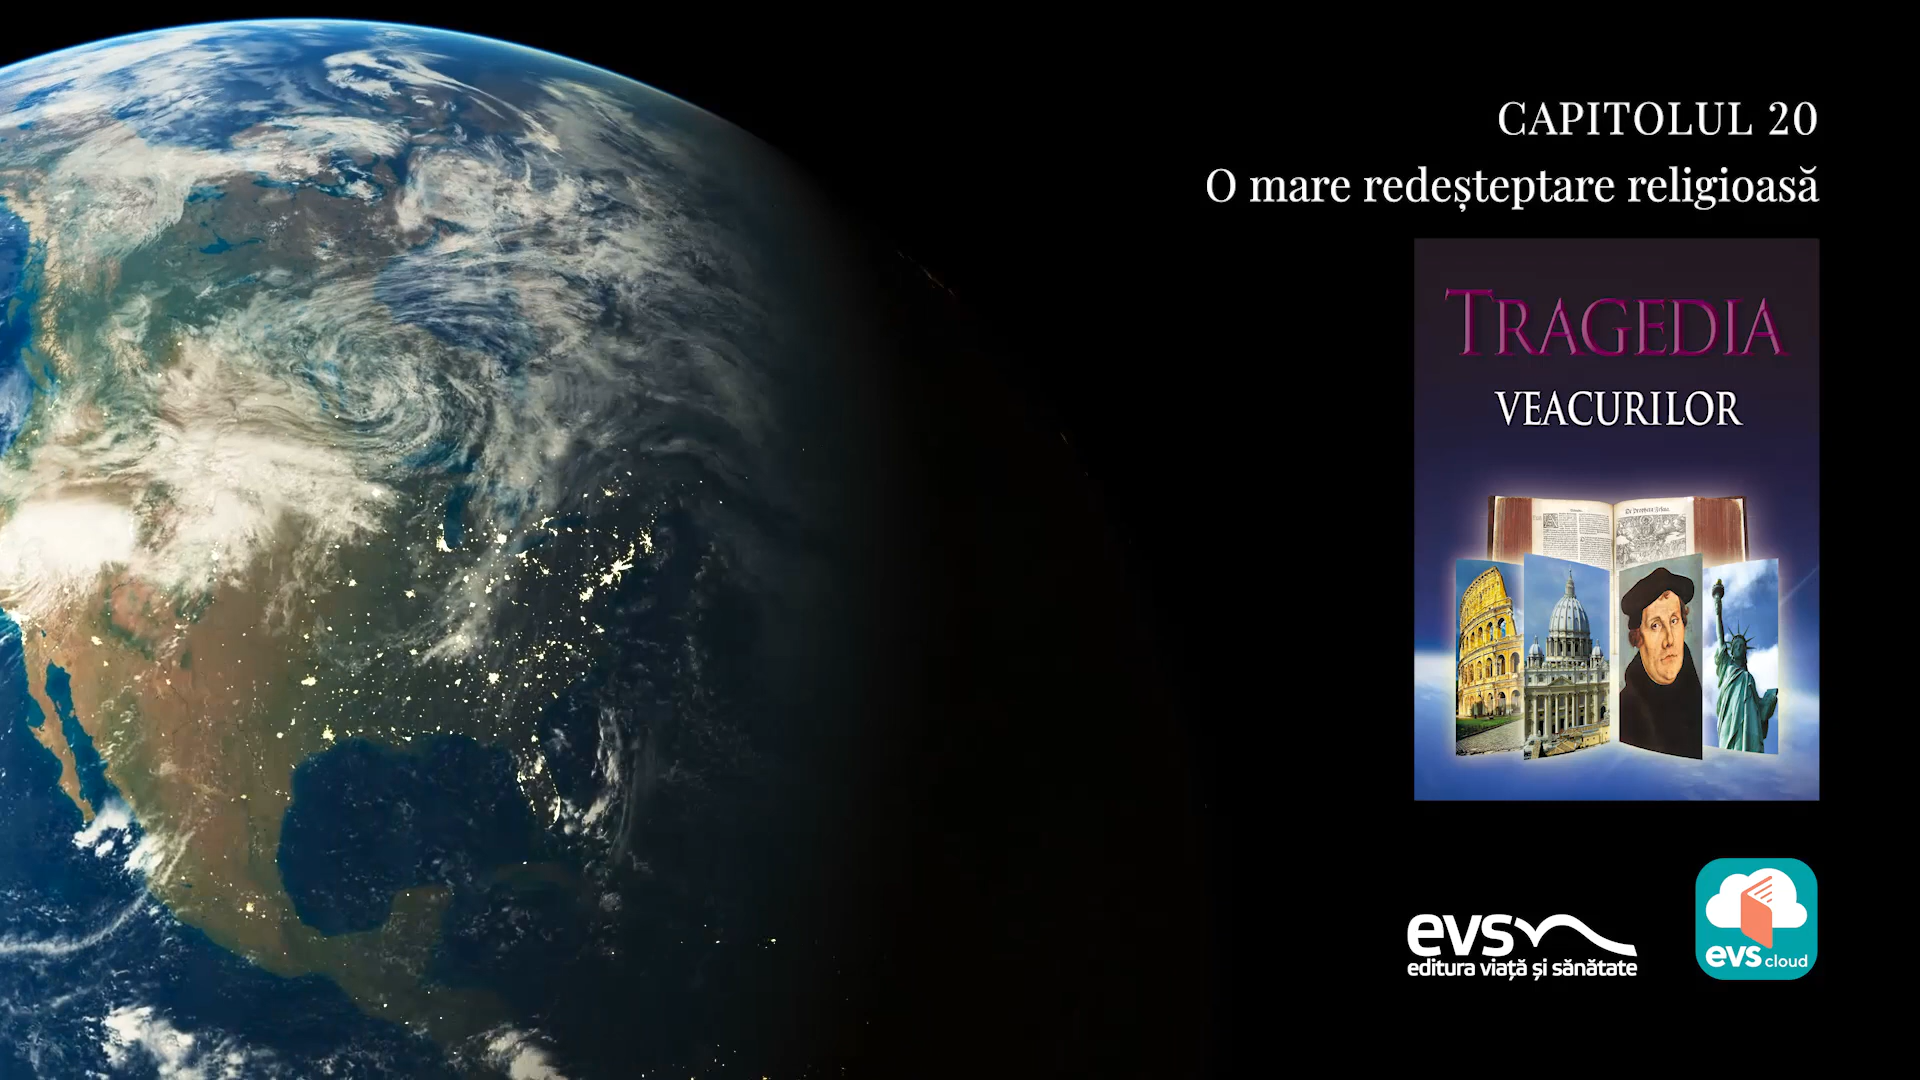 CAPITOLUL 20
O mare redeșteptare religioasă
TRAGEDIA
VEACURILOR
evs
editura viață și sănătate
evs cloud